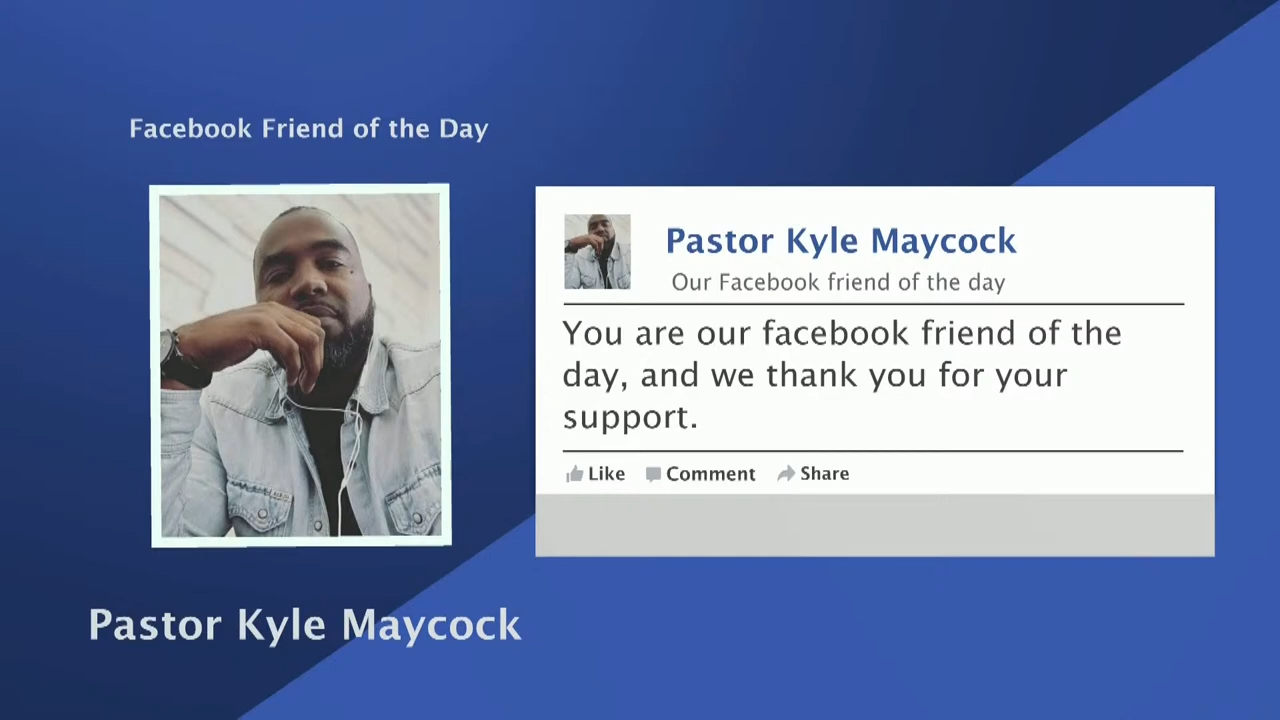 Facebook Friend of the Day
Pastor Kyle Maycock
Our Facebook friend of the day
You are our facebook friend of the
day, and we thank you for your
support.
Like Comment Share
Pastor Kyle Maycock